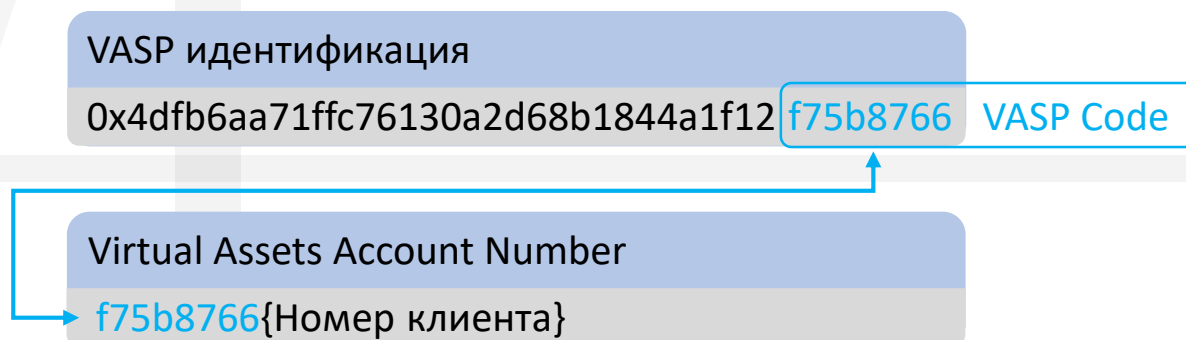 VASP идентификация
0x4dfb6aa71ffc76130a2d68b1844a1f12 f75b8766 VASP Code
Virtual Assets Account Number
f75b8766{Номер клиента}